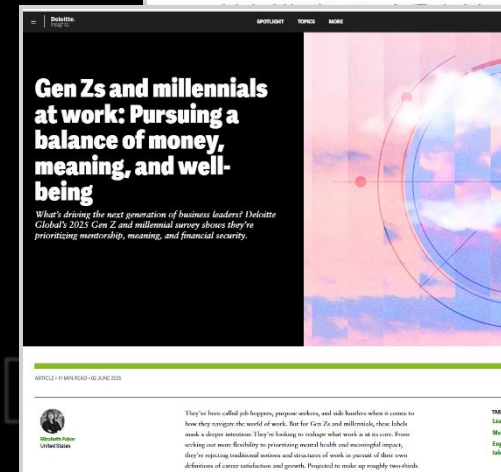 Deloitte.
Insights
SPOTLIGHT TOPICS MORE
Gen Zs and millennials
at work: Pursuing a
balance of money,
meaning, and well-
being
What's driving the next generation of business leaders? Deloitte
Global's 2025 Gen Z and millennial survey shows they're
prioritizing mentorship, meaning, and financial security.
ARTICLE • 11 MIN READ • 02 JUNE 2025
Elizabeth Faber
United States
They've been called job hoppers, purpose seekers, and side hustlers when it comes to
how they navigate the world of work. But for Gen Zs and millennials, these labels
mask a deeper intention: They're looking to reshape what work is at its core. From
seeking out more flexibility to prioritizing mental health and meaningful impact,
they're rejecting traditional notions and structures of work in pursuit of their own
definitions of career satisfaction and growth. Projected to make up roughly two-thirds